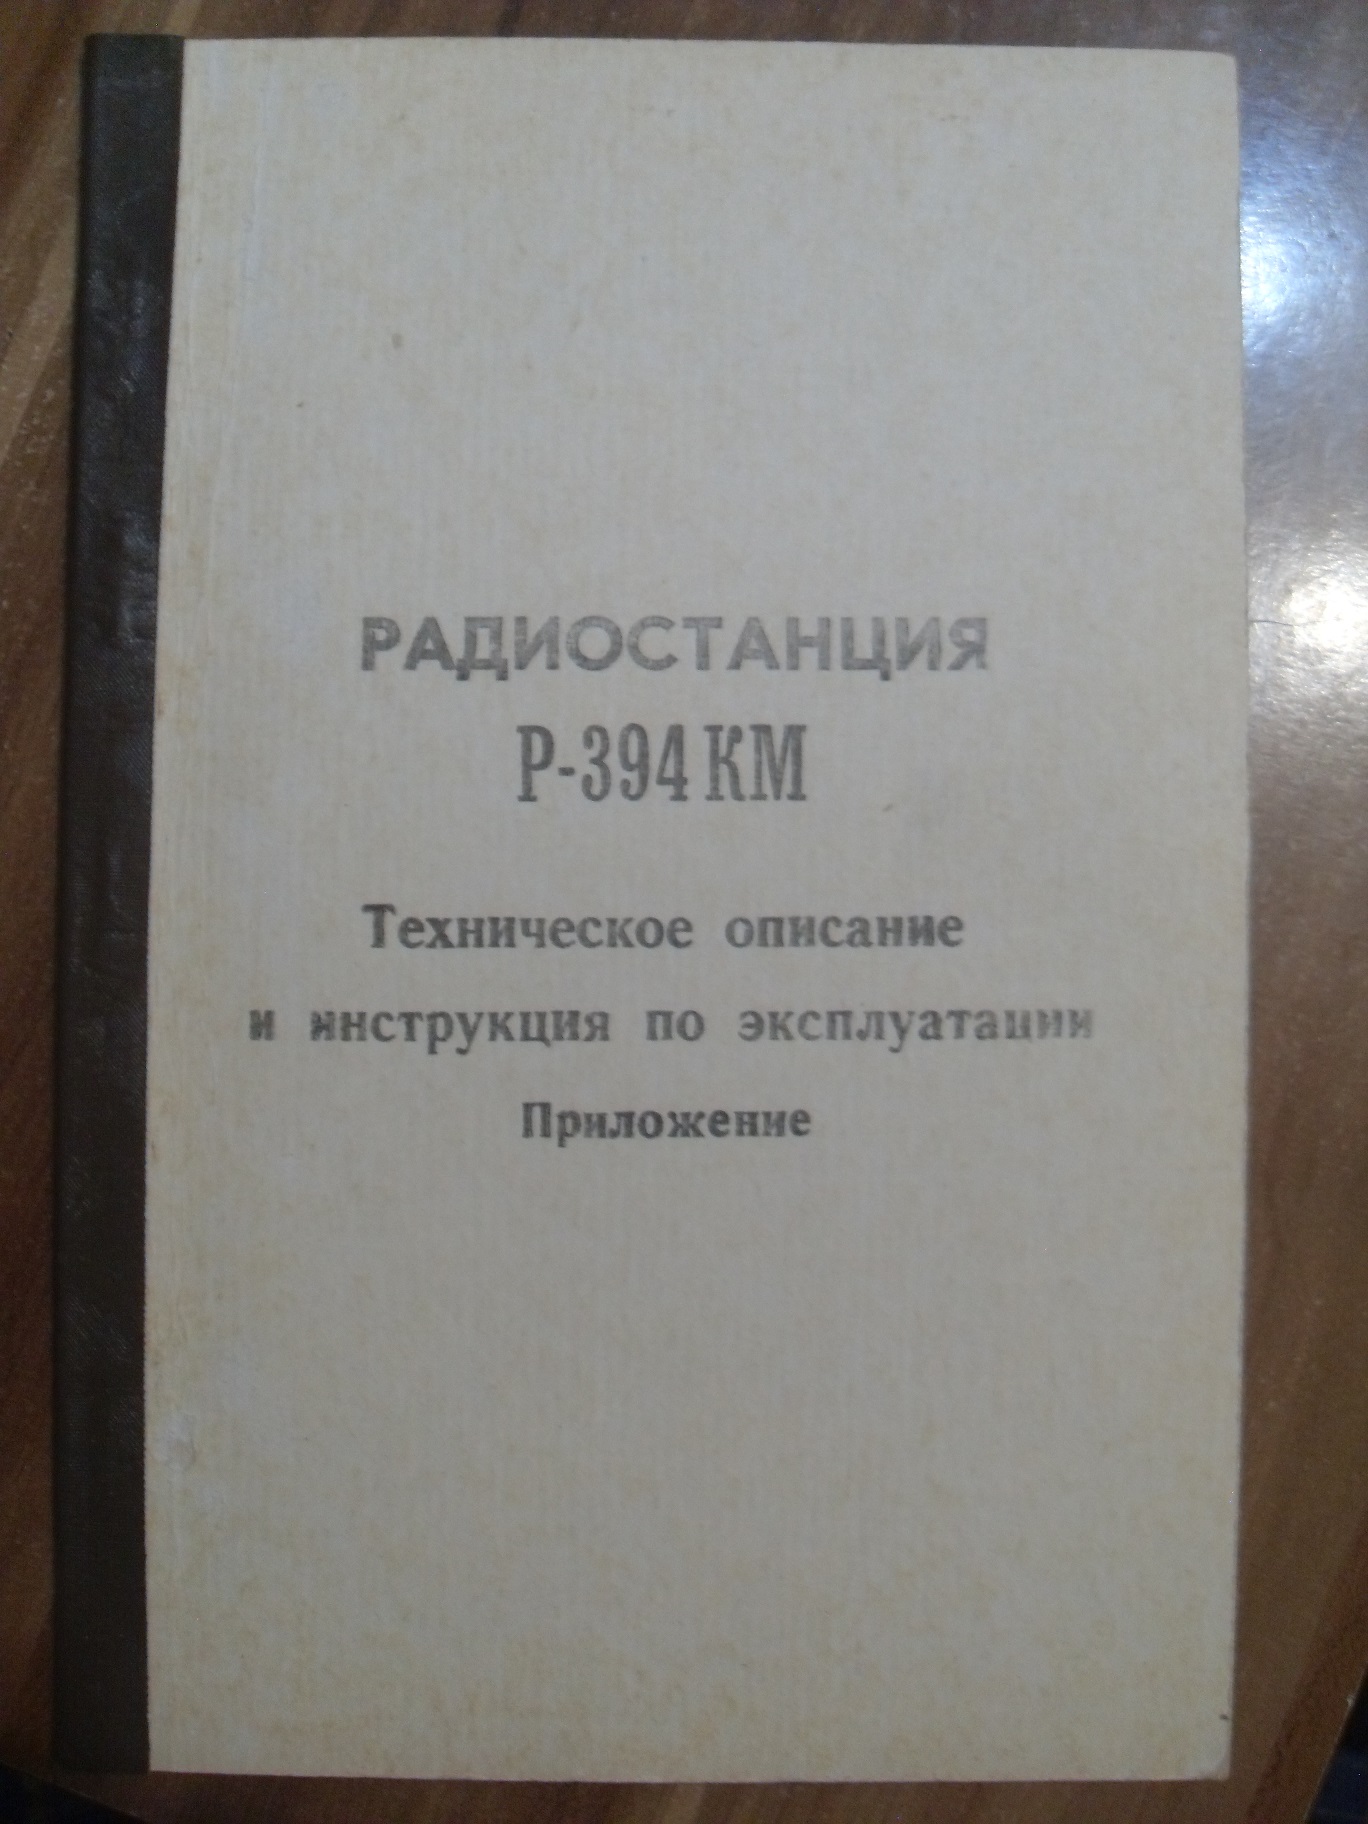 РАДИОСТАНЦИЯ
Р-394 КМ
Техническое описание
и инструкция по эксплуатации
Приложение